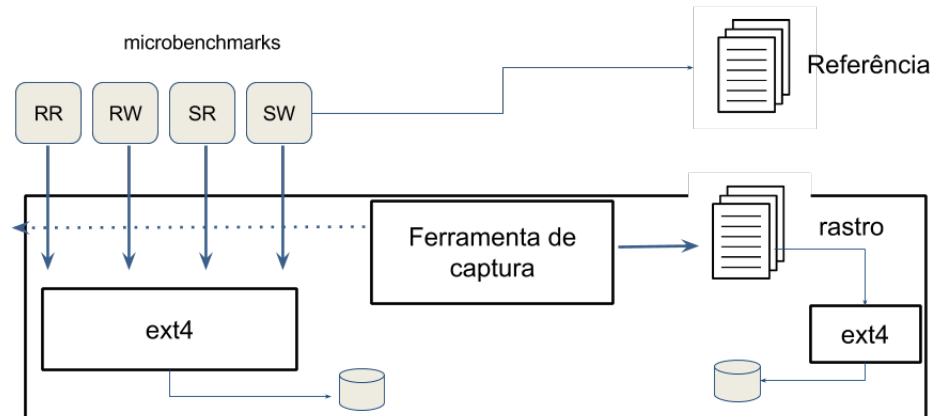 microbenchmarks
Referência
RR
RW
SR
SW
rastro
Ferramenta de
captura
ext4
ext4